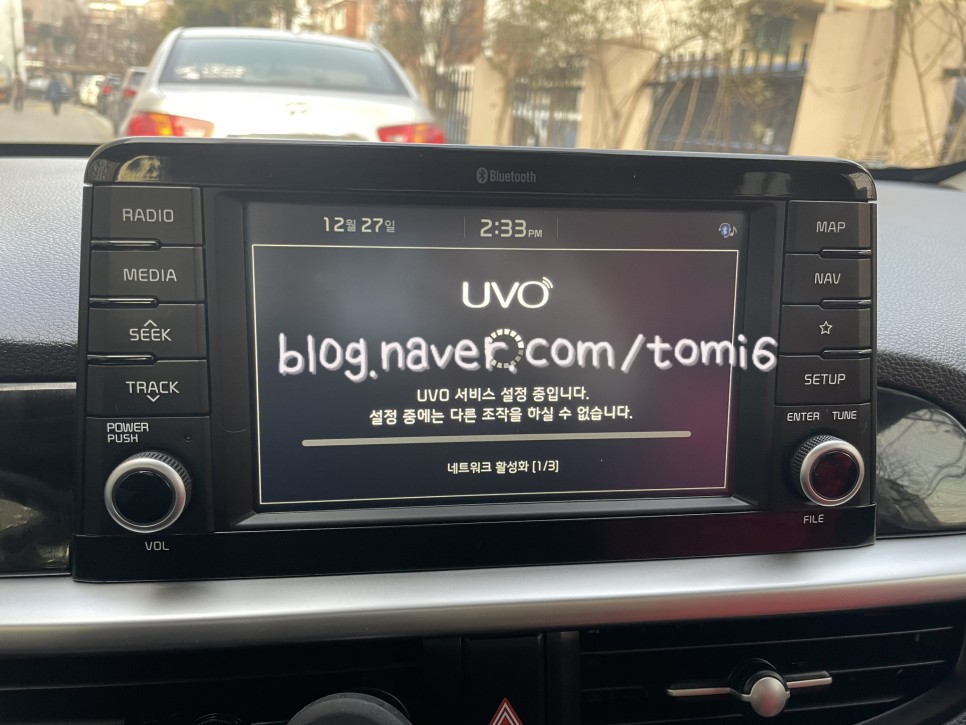 Bluetooth
RADIO
MEDIA
SEEK
TRACK
POWER
PUSH
VOL
12월 27일
2:33 PM
UVO
blog.naver.com/tomi6
UVO 서비스 설정 중입니다.
설정 중에는 다른 조작을 하실 수 없습니다.
네트워크 활성화 [1/3]
MAP
NAV
SETUP
ENTER TUNE
FILE